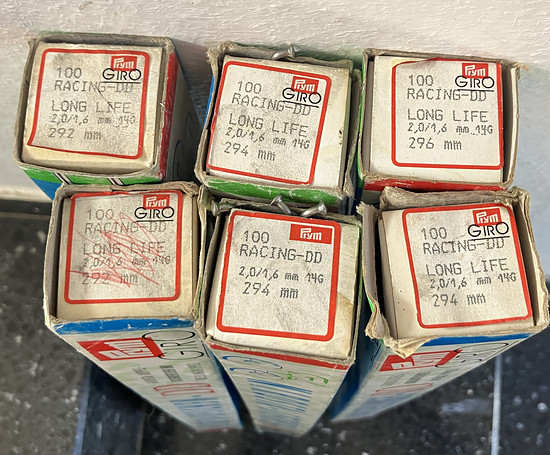 Prym
100
GIRO
RACING-DD
LONG LIFE
2,0/1,6 mm 14G
292 mm
Prym
100
GIRO
RACING-DD
LONG LIFE
2,0/1,6 mm 14G
294 mm
Prym
100
GIRO
RACING-DD
LONG LIFE
2,0/1,6 mm 14G
296 mm
Prym
100
GIRO
RACING-DD
LONG LIFE
2,0/1,6 mm 14G
292 mm
Prym
100
RACING-DD
2,0/1,6 mm 14G
294 mm
Prym
100
GIRO
RACING-DD
LONG LIFE
2,0/1,6 mm 14G
294 mm